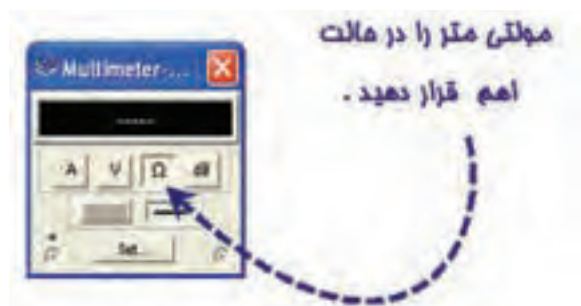 مولتی متر را در حالت
اهم قرار دهید .
Multimeter-...
-----
A V Ω dB
Set...